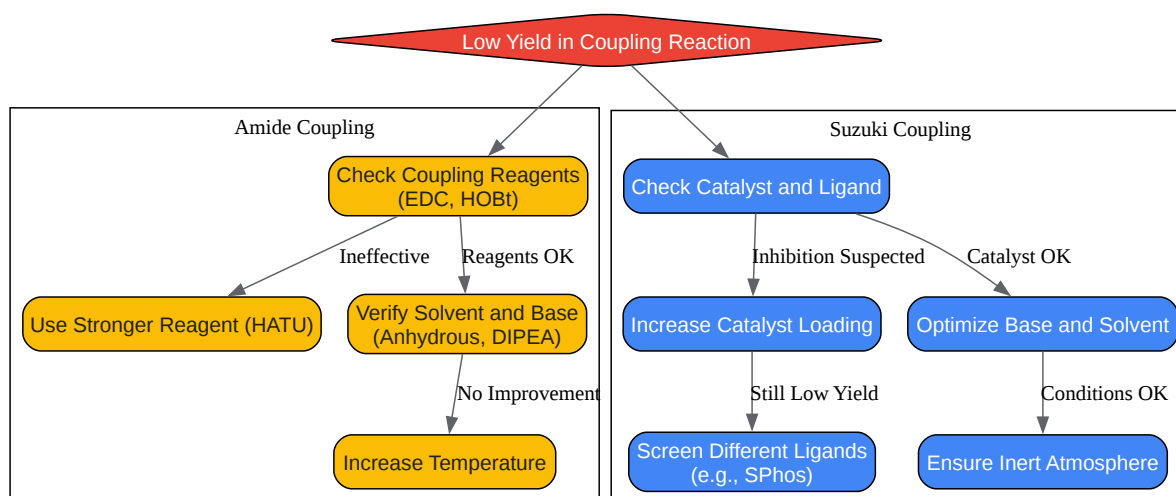 Low Yield in Coupling Reaction
Amide Coupling
Suzuki Coupling
Check Coupling Reagents
(EDC, HOBt)
Check Catalyst and Ligand
Ineffective
Reagents OK
Inhibition Suspected
Catalyst OK
Use Stronger Reagent (HATU)
Verify Solvent and Base
(Anhydrous, DIPEA)
Increase Catalyst Loading
Optimize Base and Solvent
No Improvement
Still Low Yield
Conditions OK
Increase Temperature
Screen Different Ligands
(e.g., SPhos)
Ensure Inert Atmosphere